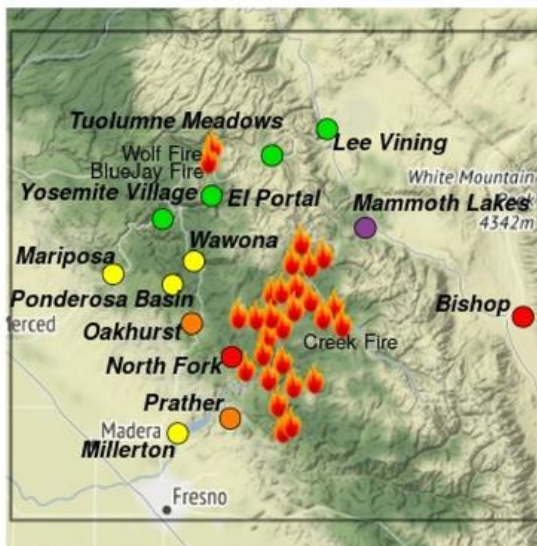 Tuolumne Meadows
Lee Vining
Wolf Fire
BlueJay Fire
White Mountain
Yosemite Village
El Portal
Mammoth Lakes
4342m
Wawona
Mariposa
Ponderosa Basin
Bishop
Oakhurst
Creek Fire
North Fork
Prather
Madera
Millerton
Fresno